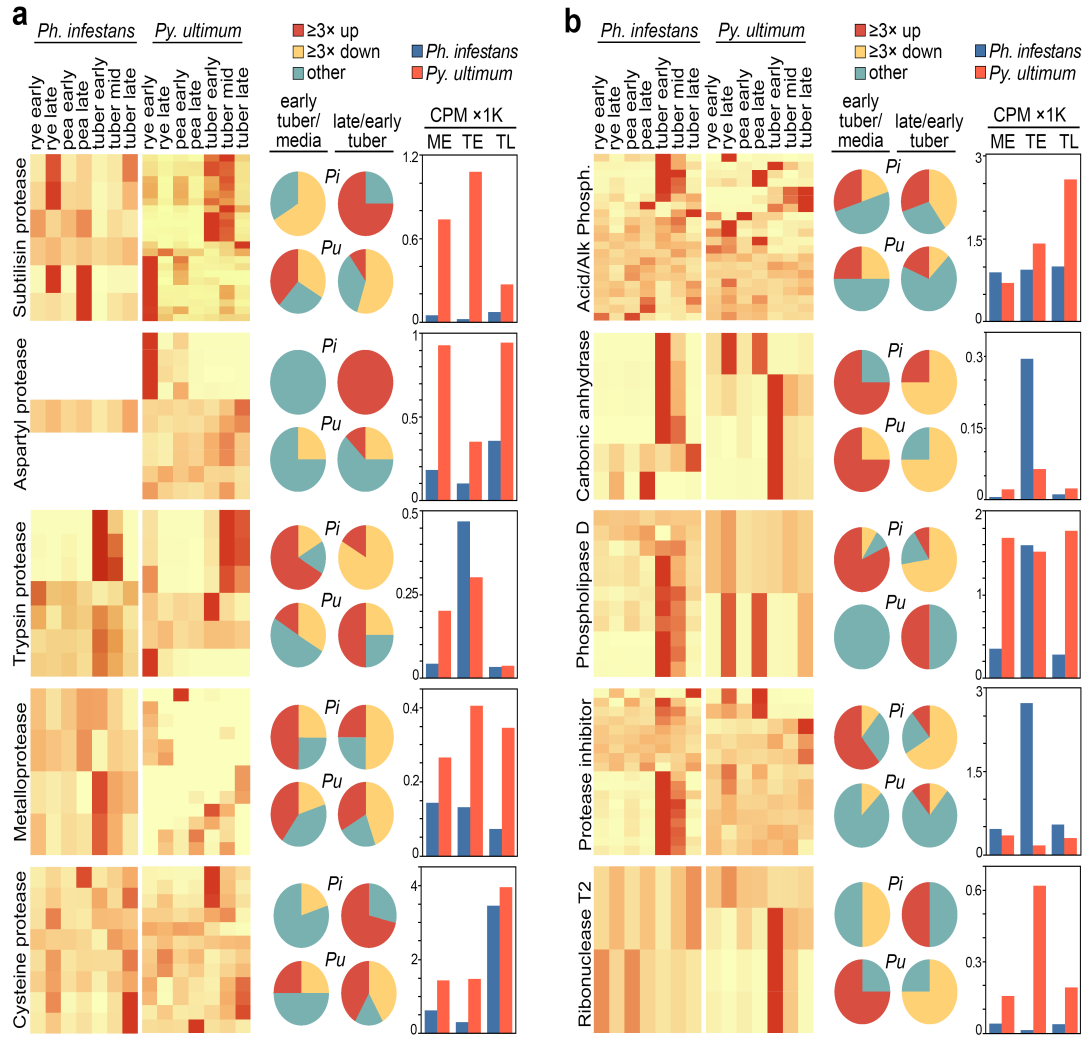 a
Ph. infestans
Py. ultimum
≥3× up
≥3× down
other
Ph. infestans
Py. ultimum
rye early
rye late
pea early
pea late
tuber early
tuber mid
tuber late
rye early
rye late
pea early
pea late
tuber early
tuber mid
tuber late
early tuber/ media
late/early tuber
CPM ×1K
ME TE TL
Subtilisin protease
Pi
Pu
1.2
0.6
0
Aspartyl protease
Pi
Pu
1
0.5
0
Trypsin protease
Pi
Pu
0.5
0.25
0
Metalloprotease
Pi
Pu
0.4
0.2
0
Cysteine protease
Pi
Pu
4
2
0
b
Ph. infestans
Py. ultimum
≥3× up
≥3× down
other
Ph. infestans
Py. ultimum
rye early
rye late
pea early
pea late
tuber early
tuber mid
tuber late
rye early
rye late
pea early
pea late
tuber early
tuber mid
tuber late
early tuber/ media
late/early tuber
CPM ×1K
ME TE TL
Acid/Alk Phosph.
Pi
Pu
3
1.5
0
Carbonic anhydrase
Pi
Pu
0.3
0.15
0
Phospholipase D
Pi
Pu
2
1
0
Protease inhibitor
Pi
Pu
3
1.5
0
Ribonuclease T2
Pi
Pu
0.6
0.3
0